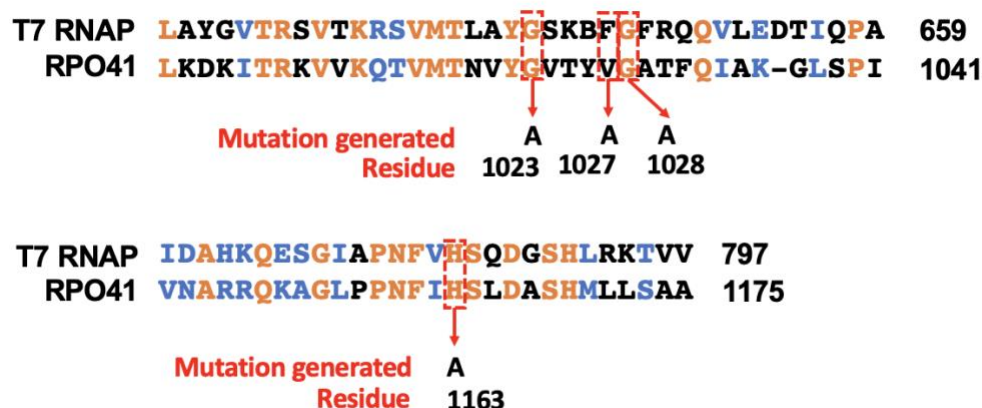 T7 RNAP LAYGVTRSVTKRSVMTLAYGSKBFGFRQQVLEDTIQPA 659
RPO41 LKDKITRKVVKQTVMTNVYGVTYVGATFQIAK-GLSPI 1041
Mutation generated A A A
Residue 1023 1027 1028
T7 RNAP IDAHKQESGIAPNFVHSQDGSHLRKTVV 797
RPO41 VNARRQKAGLPPNFIHSLDASHMLLSAA 1175
Mutation generated A
Residue 1163